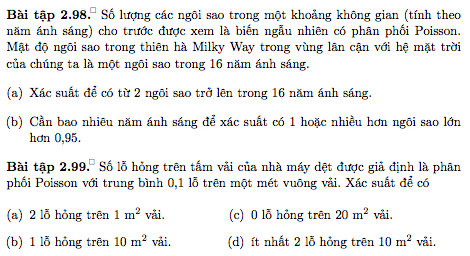 Bài tập 2.98.□ Số lượng các ngôi sao trong một khoảng không gian (tính theo
năm ánh sáng) cho trước được xem là biến ngẫu nhiên có phân phối Poisson.
Mật độ ngôi sao trong thiên hà Milky Way trong vùng lân cận với hệ mặt trời
của chúng ta là một ngôi sao trong 16 năm ánh sáng.
(a) Xác suất để có từ 2 ngôi sao trở lên trong 16 năm ánh sáng.
(b) Cần bao nhiêu năm ánh sáng để xác suất có 1 hoặc nhiều hơn ngôi sao lớn
hơn 0,95.
Bài tập 2.99.□ Số lỗ hỏng trên tấm vải của nhà máy dệt được giả định là phân
phối Poisson với trung bình 0,1 lỗ trên một mét vuông vải. Xác suất để có
(a) 2 lỗ hỏng trên 1 m² vải.
(b) 1 lỗ hỏng trên 10 m² vải.
(c) 0 lỗ hỏng trên 20 m² vải.
(d) ít nhất 2 lỗ hỏng trên 10 m² vải.